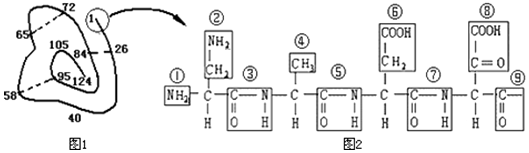 72
1
65
105
84
26
95
124
58
40
图1
② ⑥ ⑧
NH₂ COOH COOH
④
CH₂ CH₃ CH₂ C=O
① ③ ⑤ ⑦ ⑨
NH₂ C C N C C N C C N C C
H O H H O H H O H H O
图2